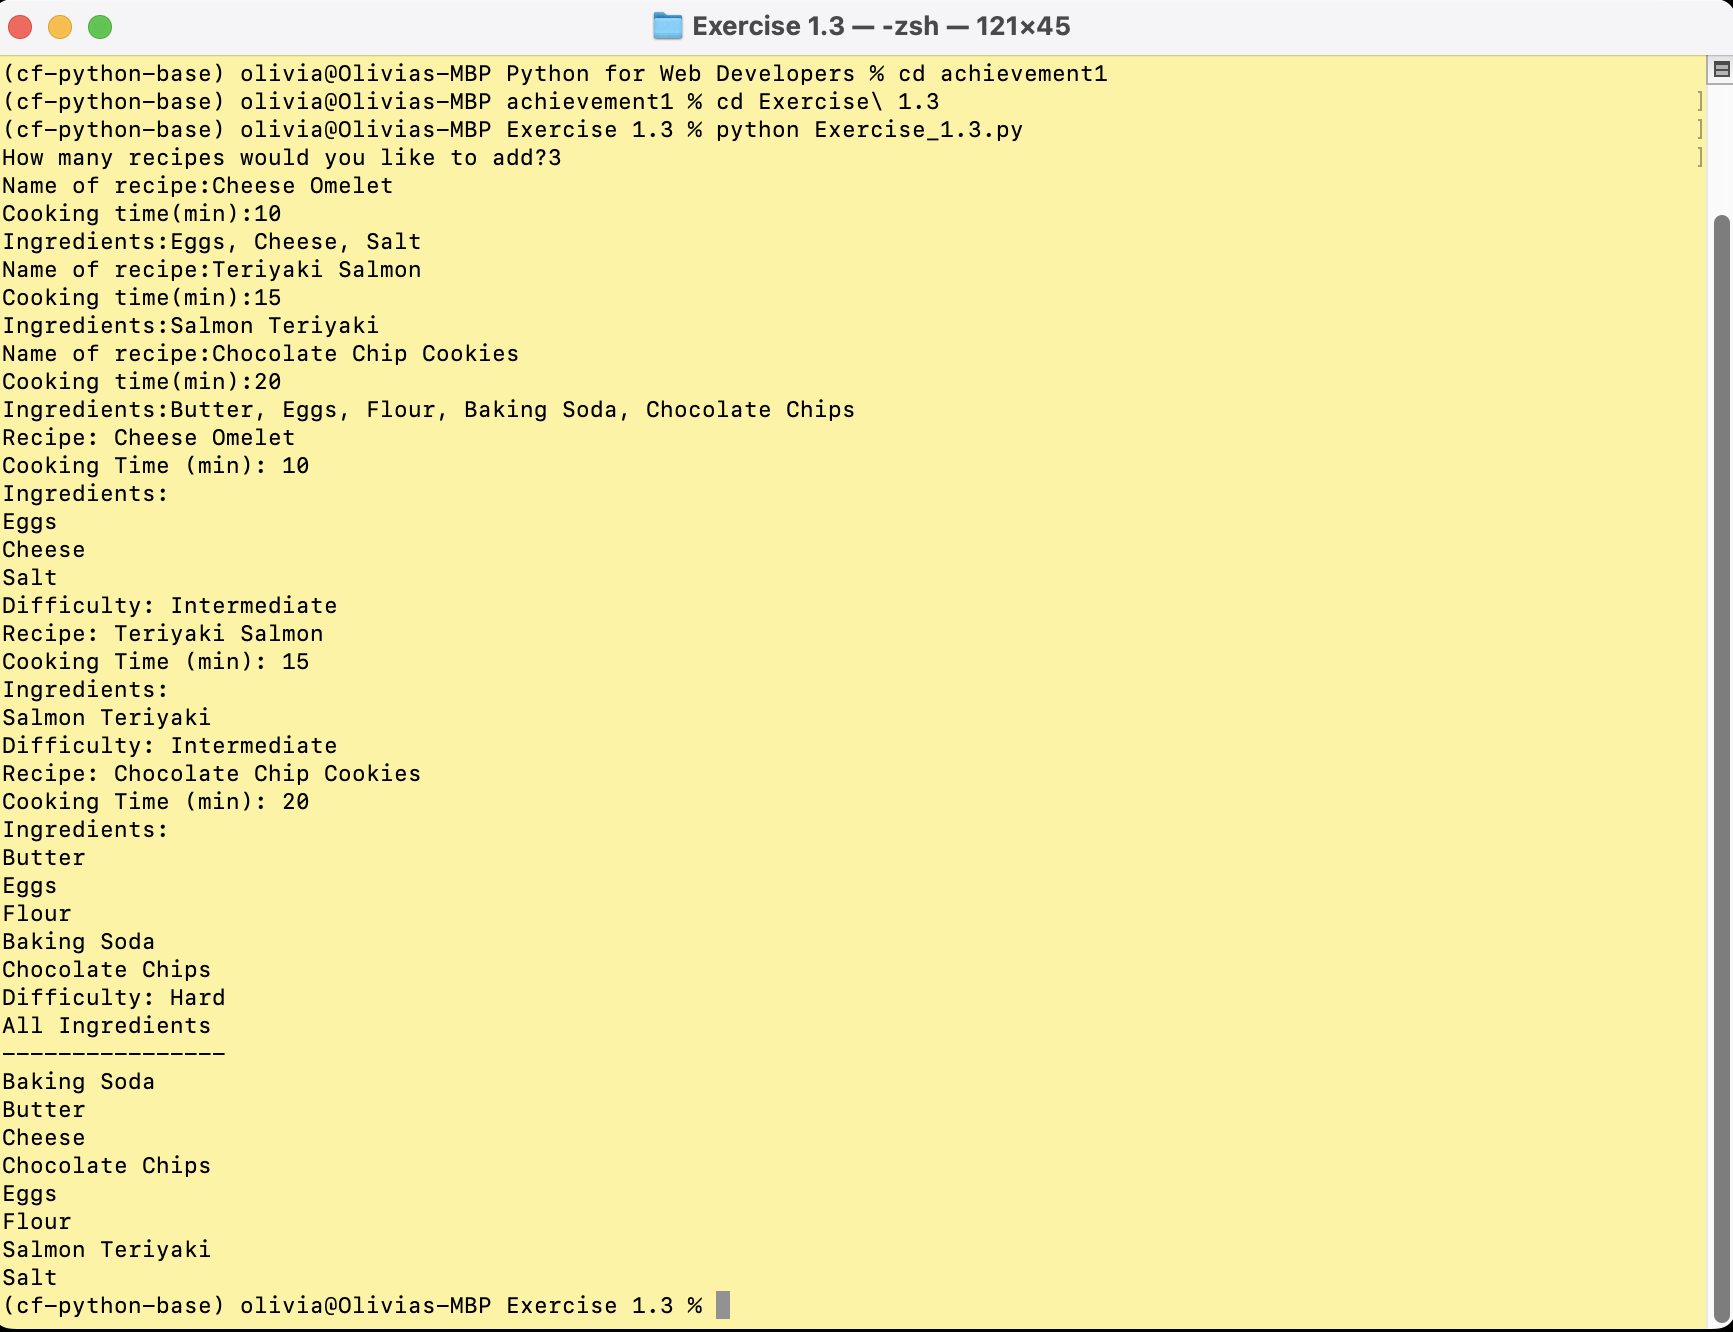 Exercise 1.3 — -zsh — 121×45
(cf-python-base) olivia@Olivias-MBP Python for Web Developers % cd achievement1
(cf-python-base) olivia@Olivias-MBP achievement1 % cd Exercise\ 1.3
(cf-python-base) olivia@Olivias-MBP Exercise 1.3 % python Exercise_1.3.py
How many recipes would you like to add?3
Name of recipe:Cheese Omelet
Cooking time(min):10
Ingredients:Eggs, Cheese, Salt
Name of recipe:Teriyaki Salmon
Cooking time(min):15
Ingredients:Salmon Teriyaki
Name of recipe:Chocolate Chip Cookies
Cooking time(min):20
Ingredients:Butter, Eggs, Flour, Baking Soda, Chocolate Chips
Recipe: Cheese Omelet
Cooking Time (min): 10
Ingredients:
Eggs
Cheese
Salt
Difficulty: Intermediate
Recipe: Teriyaki Salmon
Cooking Time (min): 15
Ingredients:
Salmon Teriyaki
Difficulty: Intermediate
Recipe: Chocolate Chip Cookies
Cooking Time (min): 20
Ingredients:
Butter
Eggs
Flour
Baking Soda
Chocolate Chips
Difficulty: Hard
All Ingredients
----------------
Baking Soda
Butter
Cheese
Chocolate Chips
Eggs
Flour
Salmon Teriyaki
Salt
(cf-python-base) olivia@Olivias-MBP Exercise 1.3 %